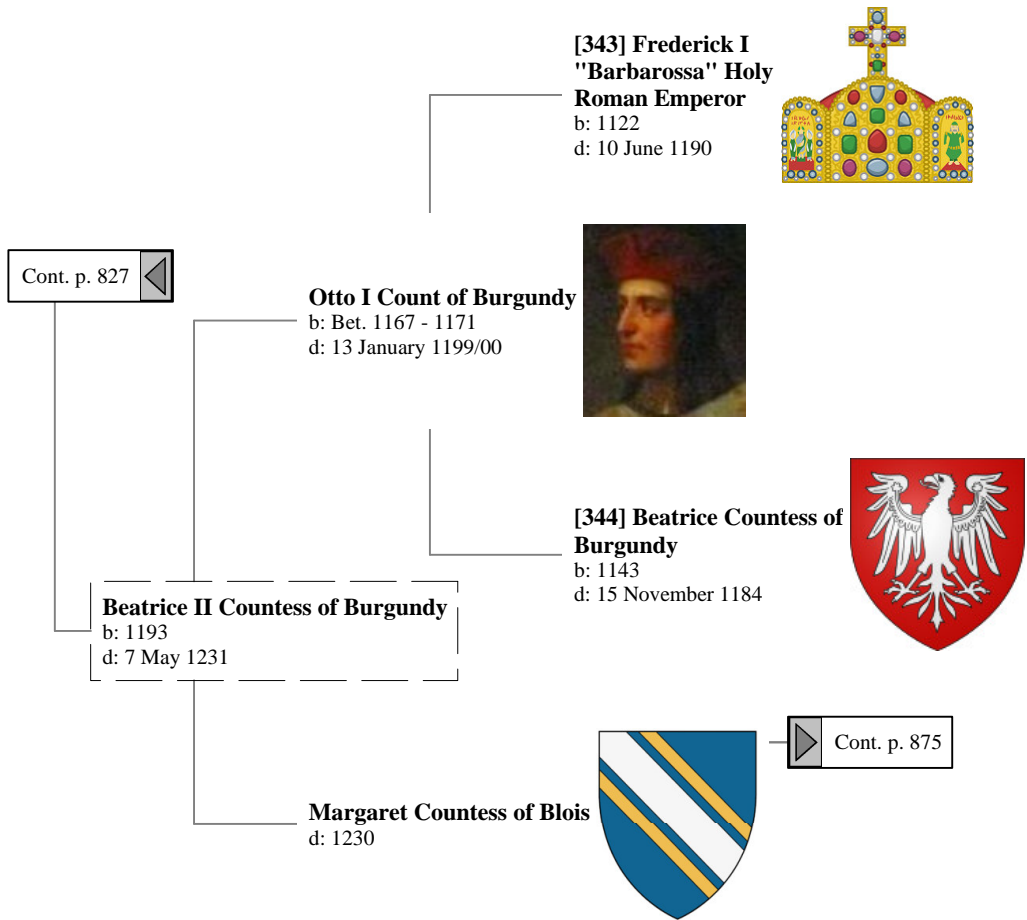 [343] Frederick I
"Barbarossa" Holy
Roman Emperor
b: 1122
d: 10 June 1190
Cont. p. 827
Otto I Count of Burgundy
b: Bet. 1167 - 1171
d: 13 January 1199/00
[344] Beatrice Countess of
Burgundy
b: 1143
d: 15 November 1184
Beatrice II Countess of Burgundy
b: 1193
d: 7 May 1231
Cont. p. 875
Margaret Countess of Blois
d: 1230